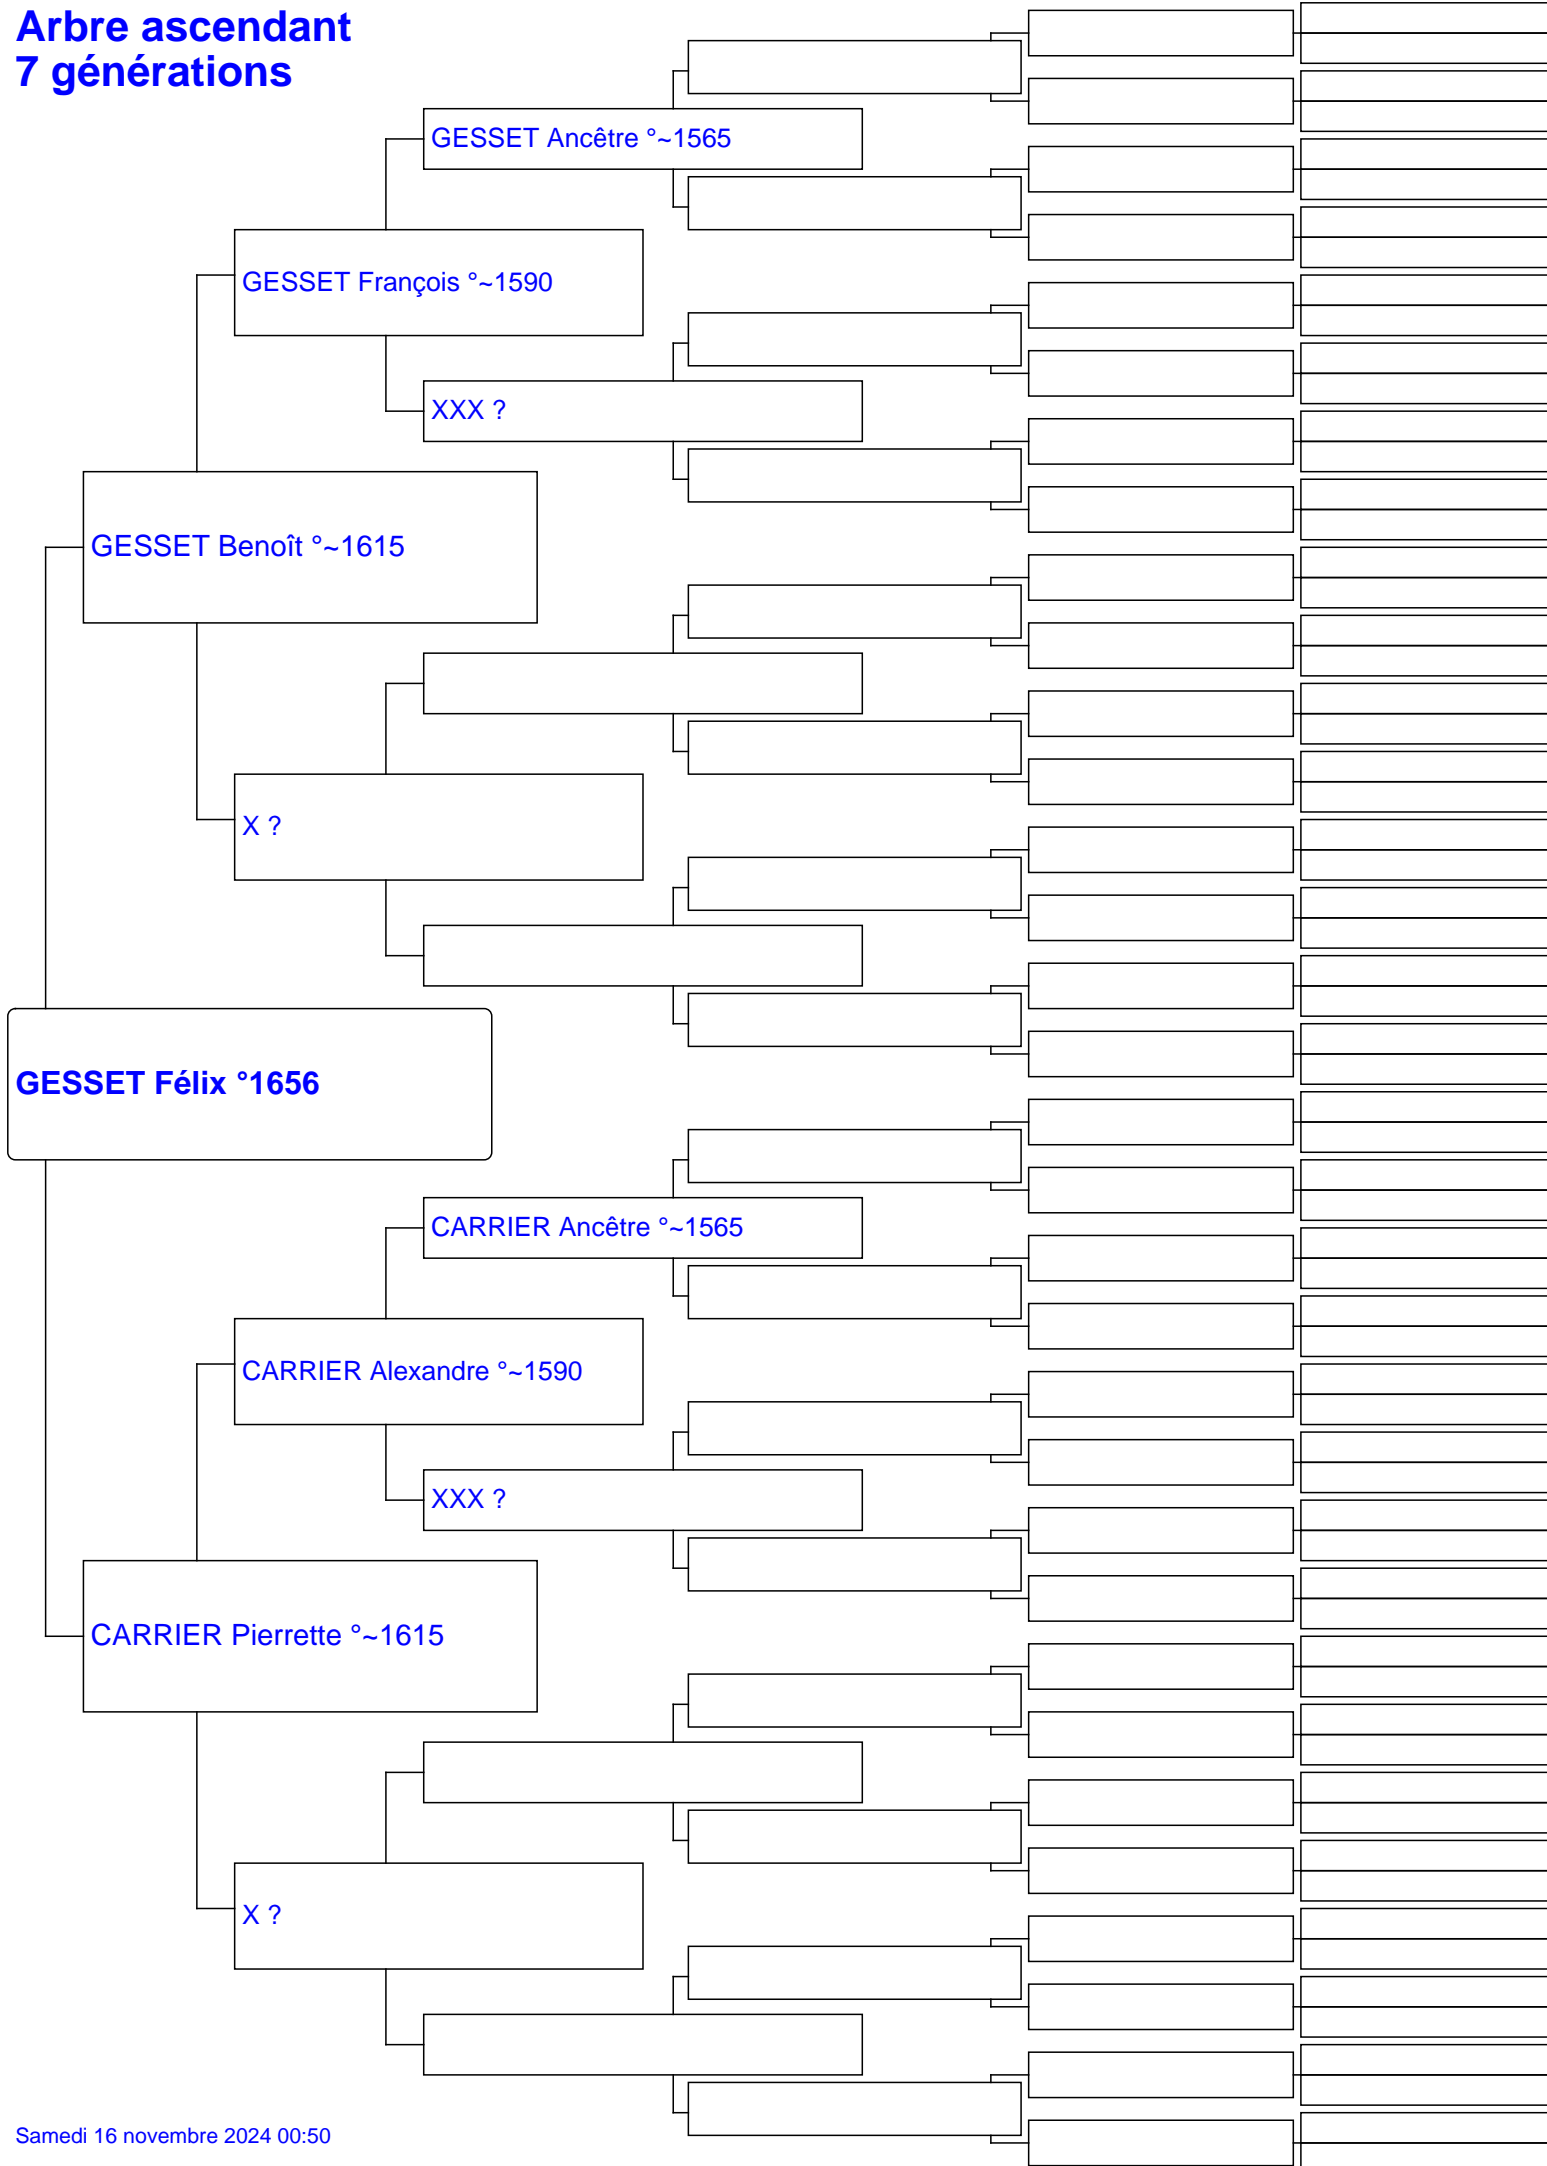 Arbre ascendant
7 générations
GESSET Ancêtre °~1565
GESSET François °~1590
XXX ?
GESSET Benoît °~1615
X ?
GESSET Félix °1656
CARRIER Ancêtre °~1565
CARRIER Alexandre °~1590
XXX ?
CARRIER Pierrette °~1615
X ?
Samedi 16 novembre 2024 00:50